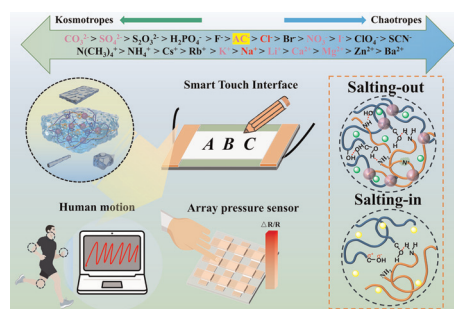 Kosmotropes Chaotropes
CO₃²⁻> SO₄²⁻> S₂O₃²⁻> H₂PO₄⁻> F⁻> AC⁻> Cl⁻> Br⁻> NO₃⁻> I⁻> ClO₄⁻> SCN⁻
N(CH₃)₄⁺> NH₄⁺> Cs⁺> Rb⁺> K⁺> Na⁺> Li⁺> Ca²⁺> Mg²⁺> Zn²⁺> Ba²⁺
Smart Touch Interface
A B C
Human motion
Array pressure sensor
△R/R
Salting-out
Salting-in